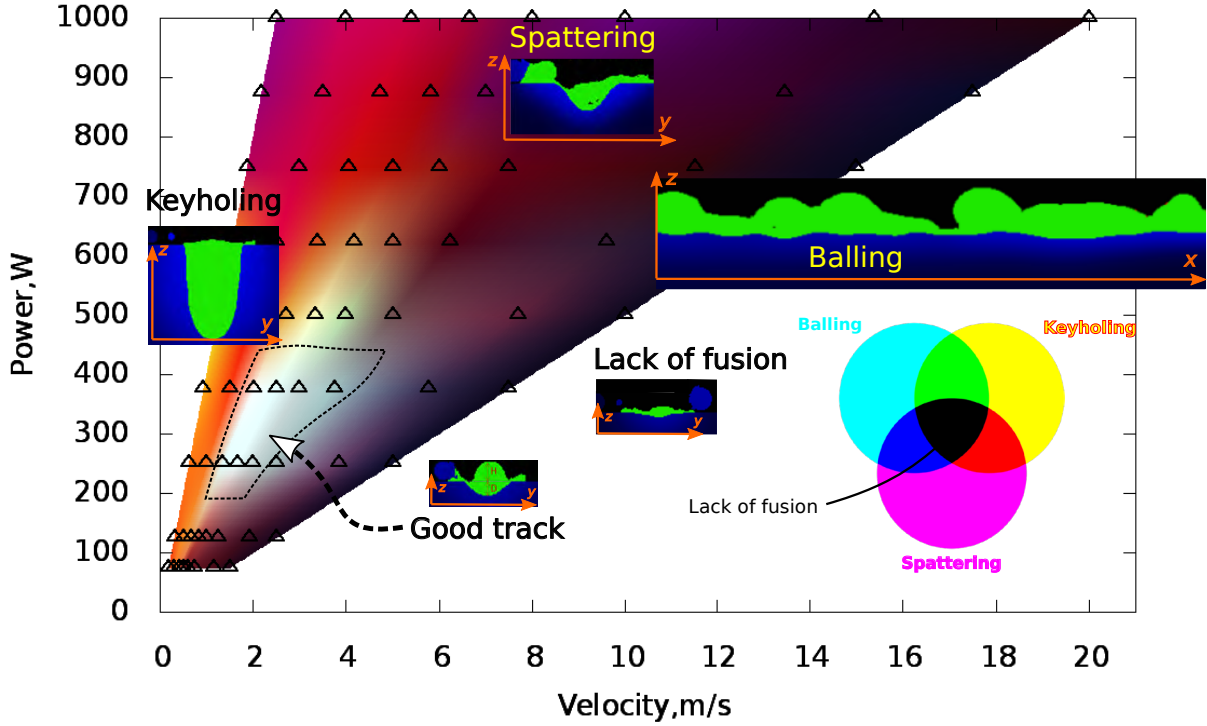 1000
900
800
700
600
500
400
300
200
100
0
Power,W
0 2 4 6 8 10 12 14 16 18 20
Velocity,m/s
Spattering
z
y
Keyholing
z
y
z
Balling
x
Lack of fusion
z
y
z
H
D
y
Good track
Balling
Keyholing
Lack of fusion
Spattering